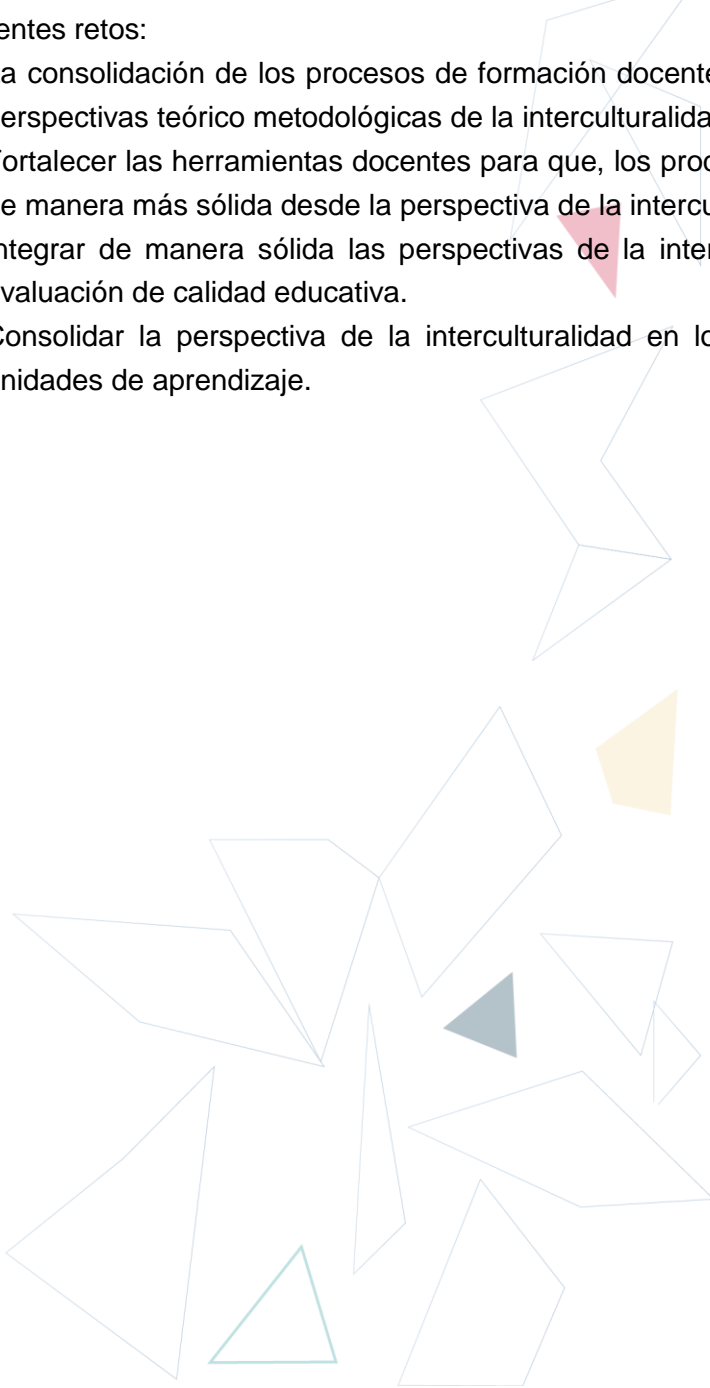 entes retos:
a consolidación de los procesos de formación docente
erspectivas teórico metodológicas de la interculturalida
ortalecer las herramientas docentes para que, los proc
e manera más sólida desde la perspectiva de la intercu
ntegrar de manera sólida las perspectivas de la inter
valuación de calidad educativa.
Consolidar la perspectiva de la interculturalidad en lo
nidades de aprendizaje.